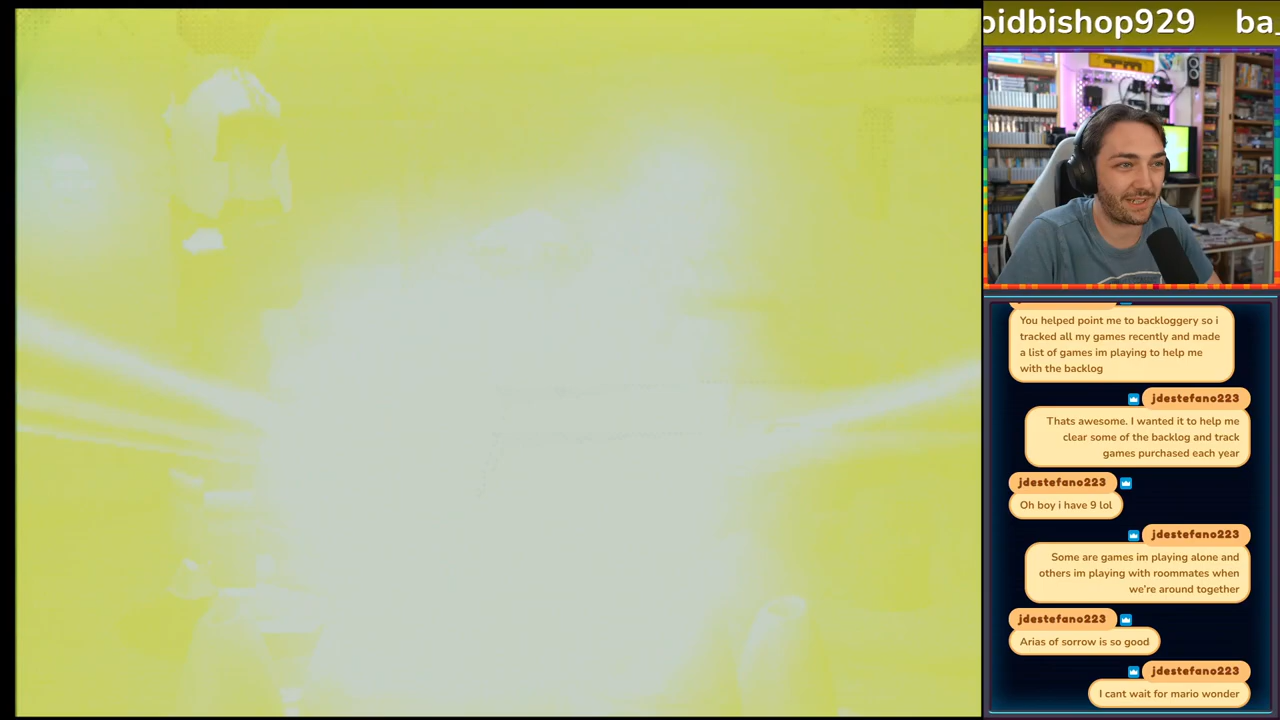 oidbishop929 ba_
You helped point me to backloggery so i
tracked all my games recently and made
a list of games im playing to help me
with the backlog
jdestefano223
Thats awesome. I wanted it to help me
clear some of the backlog and track
games purchased each year
jdestefano223
Oh boy i have 9 lol
jdestefano223
Some are games im playing alone and
others im playing with roommates when
we're around together
jdestefano223
Arias of sorrow is so good
jdestefano223
I cant wait for mario wonder